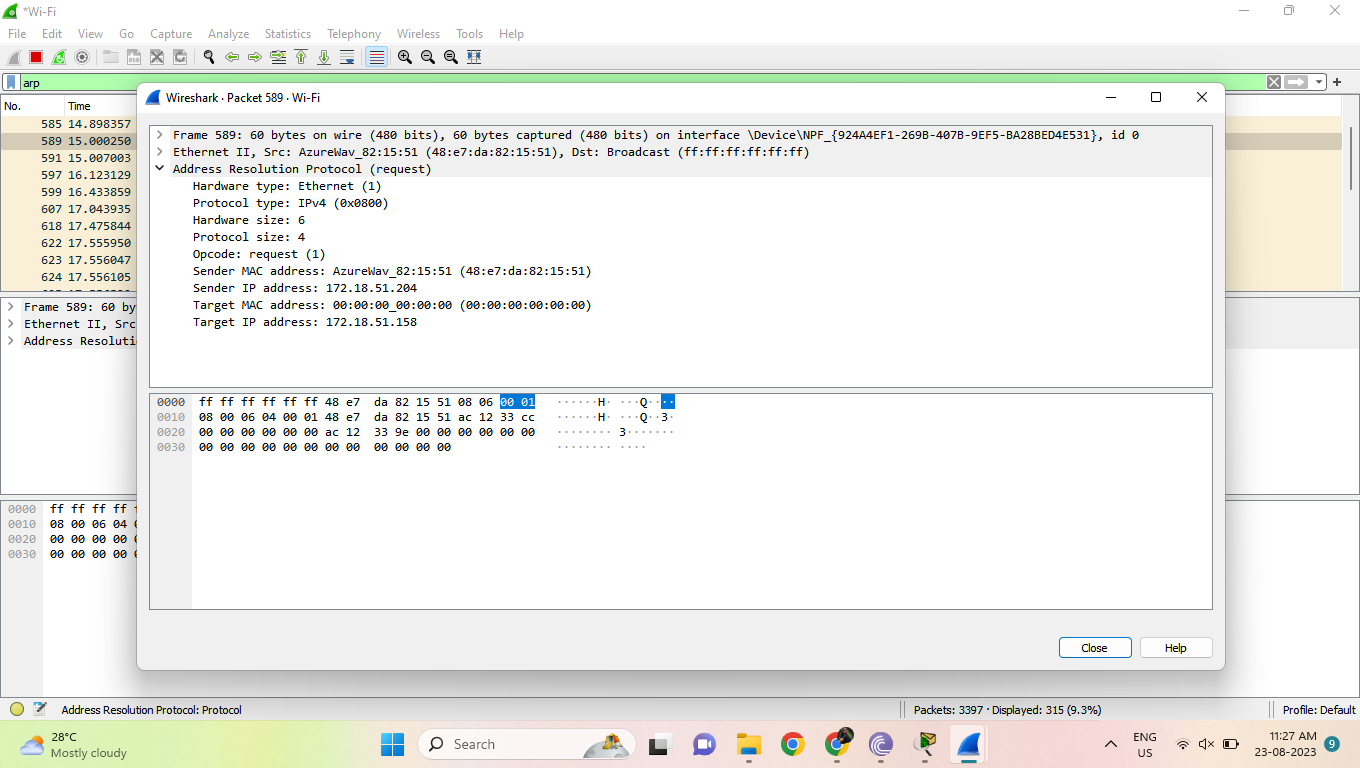 *Wi-Fi
File Edit View Go Capture Analyze Statistics Telephony Wireless Tools Help
arp
No. Time
585 14.898357
589 15.000250
591 15.007003
597 16.123129
599 16.433859
607 17.043935
618 17.475844
622 17.555950
623 17.556047
624 17.556105
Frame 589: 60 by
Ethernet II, Src
Address Resoluti
0000 ff ff ff ff
0010 08 00 06 04
0020 00 00 00 00
0030 00 00 00 00
Wireshark · Packet 589 · Wi-Fi
Frame 589: 60 bytes on wire (480 bits), 60 bytes captured (480 bits) on interface \Device\NPF_{924A4EF1-269B-407B-9EF5-BA28BED4E531}, id 0
Ethernet II, Src: AzureWav_82:15:51 (48:e7:da:82:15:51), Dst: Broadcast (ff:ff:ff:ff:ff:ff)
Address Resolution Protocol (request)
Hardware type: Ethernet (1)
Protocol type: IPv4 (0x0800)
Hardware size: 6
Protocol size: 4
Opcode: request (1)
Sender MAC address: AzureWav_82:15:51 (48:e7:da:82:15:51)
Sender IP address: 172.18.51.204
Target MAC address: 00:00:00_00:00:00 (00:00:00:00:00:00)
Target IP address: 172.18.51.158
0000 ff ff ff ff ff ff 48 e7 da 82 15 51 08 06 00 01 ······H· ···Q····
0010 08 00 06 04 00 01 48 e7 da 82 15 51 ac 12 33 cc ······H· ···Q··3·
0020 00 00 00 00 00 00 ac 12 33 9e 00 00 00 00 00 00 ········ 3·······
0030 00 00 00 00 00 00 00 00 00 00 00 00 ········ ····
Close Help
Address Resolution Protocol: Protocol Packets: 3397 · Displayed: 315 (9.3%) Profile: Default
28°C
Mostly cloudy
Search
ENG
US
11:27 AM
23-08-2023
9